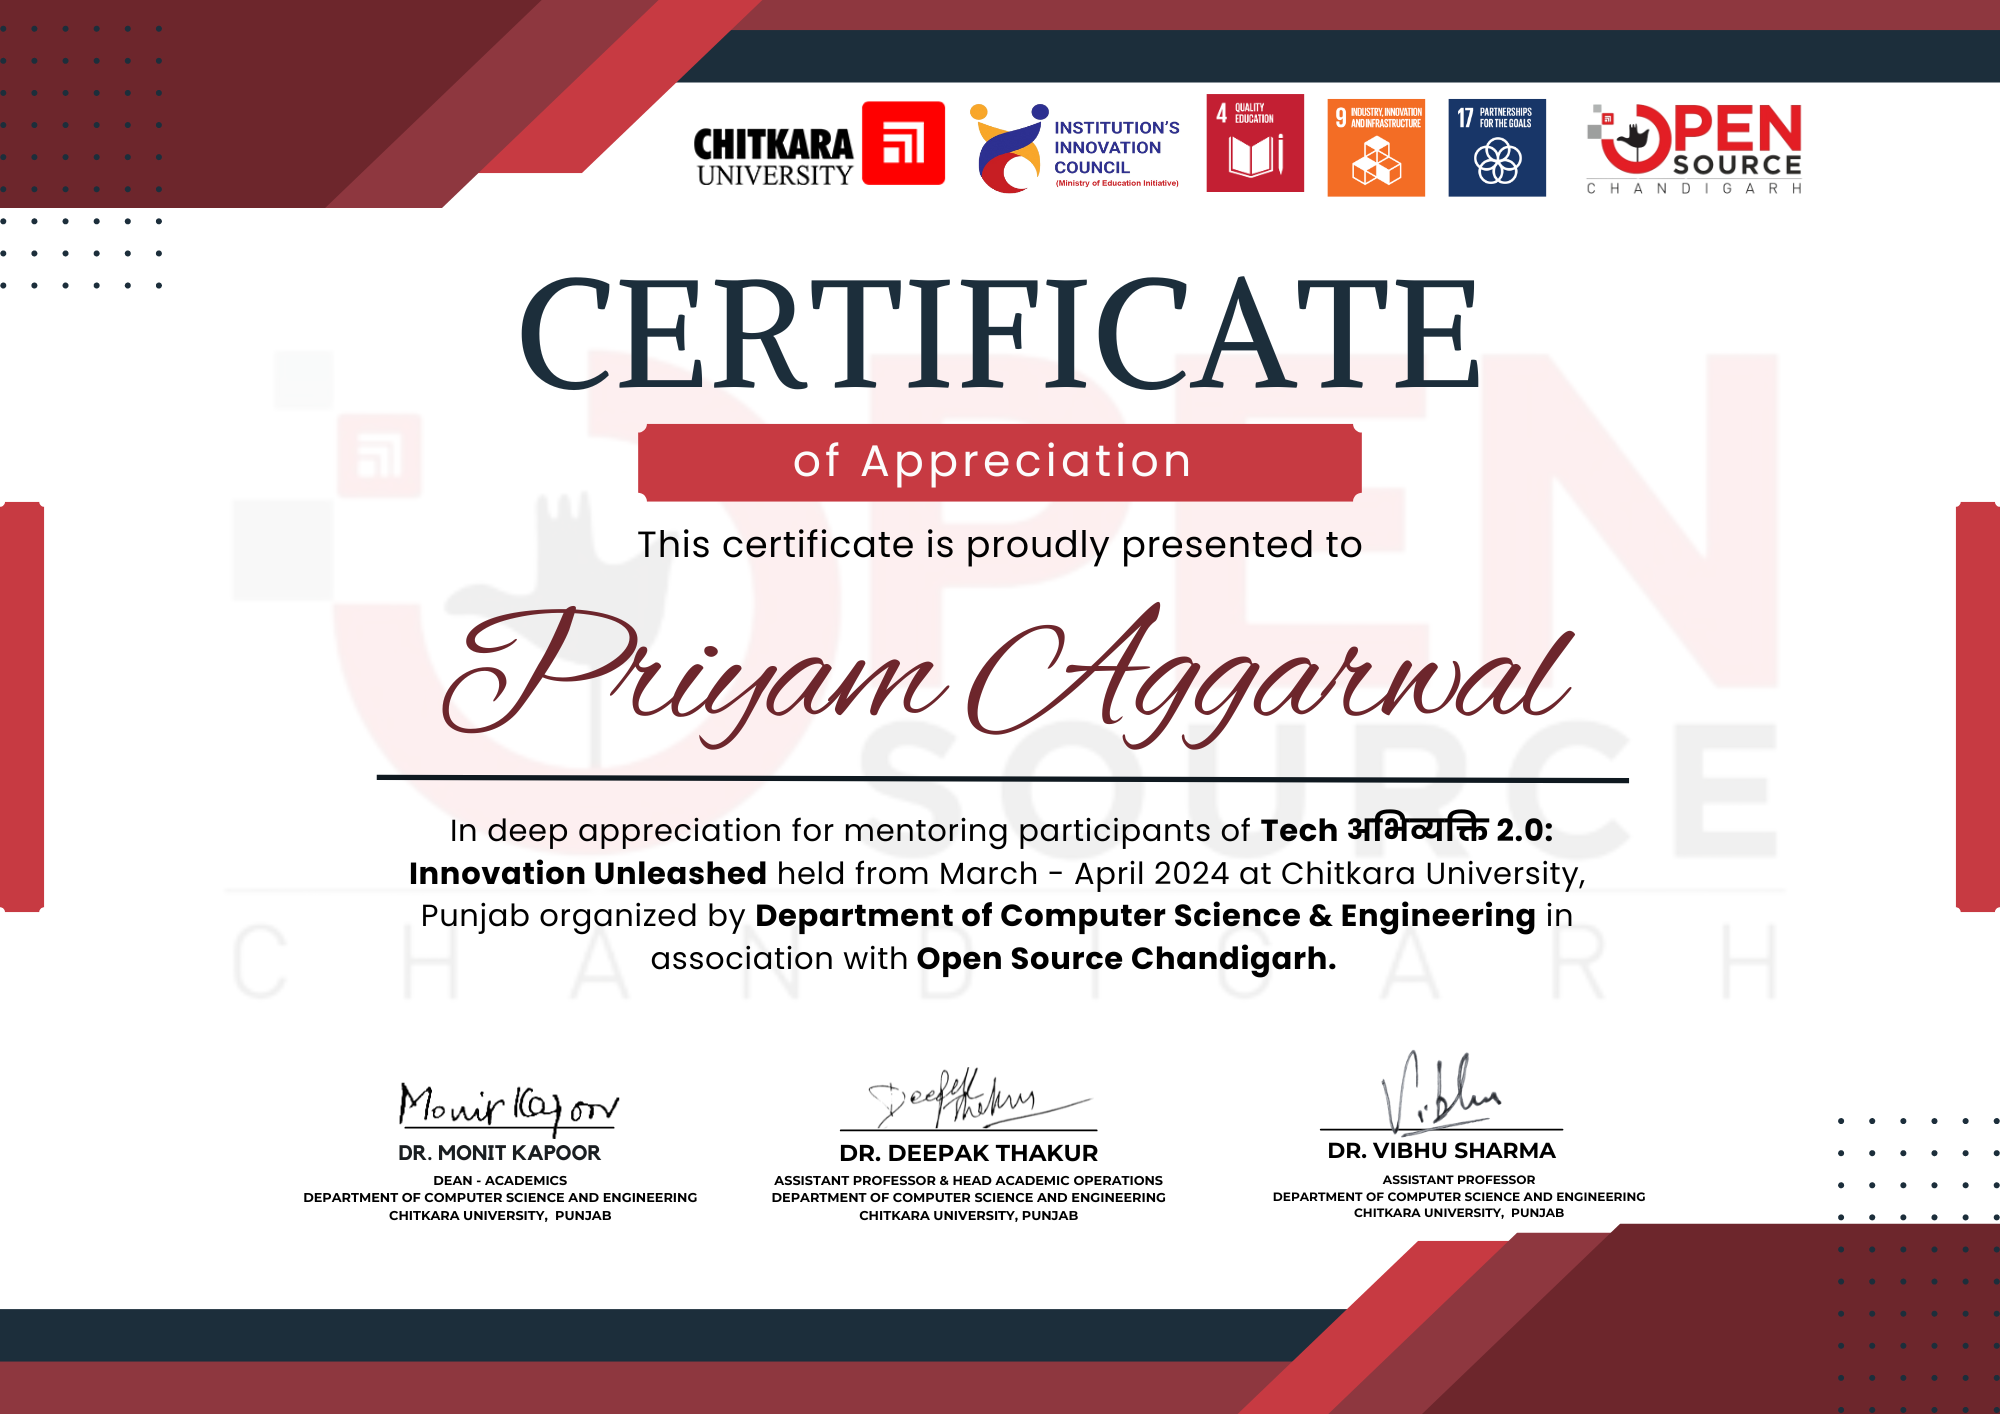 CHITKARA
UNIVERSITY
INSTITUTION'S
INNOVATION
COUNCIL
(Ministry of Education Initiative)
4 QUALITY
EDUCATION
9 INDUSTRY, INNOVATION
AND INFRASTRUCTURE
17 PARTNERSHIPS
FOR THE GOALS
OPEN
SOURCE
CHANDIGARH
CERTIFICATE
of Appreciation
This certificate is proudly presented to
Priyam Aggarwal
In deep appreciation for mentoring participants of Tech अभिव्यक्ति 2.0:
Innovation Unleashed held from March - April 2024 at Chitkara University,
Punjab organized by Department of Computer Science & Engineering in
association with Open Source Chandigarh.
OPEN
SOURCE
CHANDIGARH
Monit Kapoor
DR. MONIT KAPOOR
DEAN - ACADEMICS
DEPARTMENT OF COMPUTER SCIENCE AND ENGINEERING
CHITKARA UNIVERSITY, PUNJAB
Deepak
Thakur
DR. DEEPAK THAKUR
ASSISTANT PROFESSOR & HEAD ACADEMIC OPERATIONS
DEPARTMENT OF COMPUTER SCIENCE AND ENGINEERING
CHITKARA UNIVERSITY, PUNJAB
Vibhu
DR. VIBHU SHARMA
ASSISTANT PROFESSOR
DEPARTMENT OF COMPUTER SCIENCE AND ENGINEERING
CHITKARA UNIVERSITY, PUNJAB